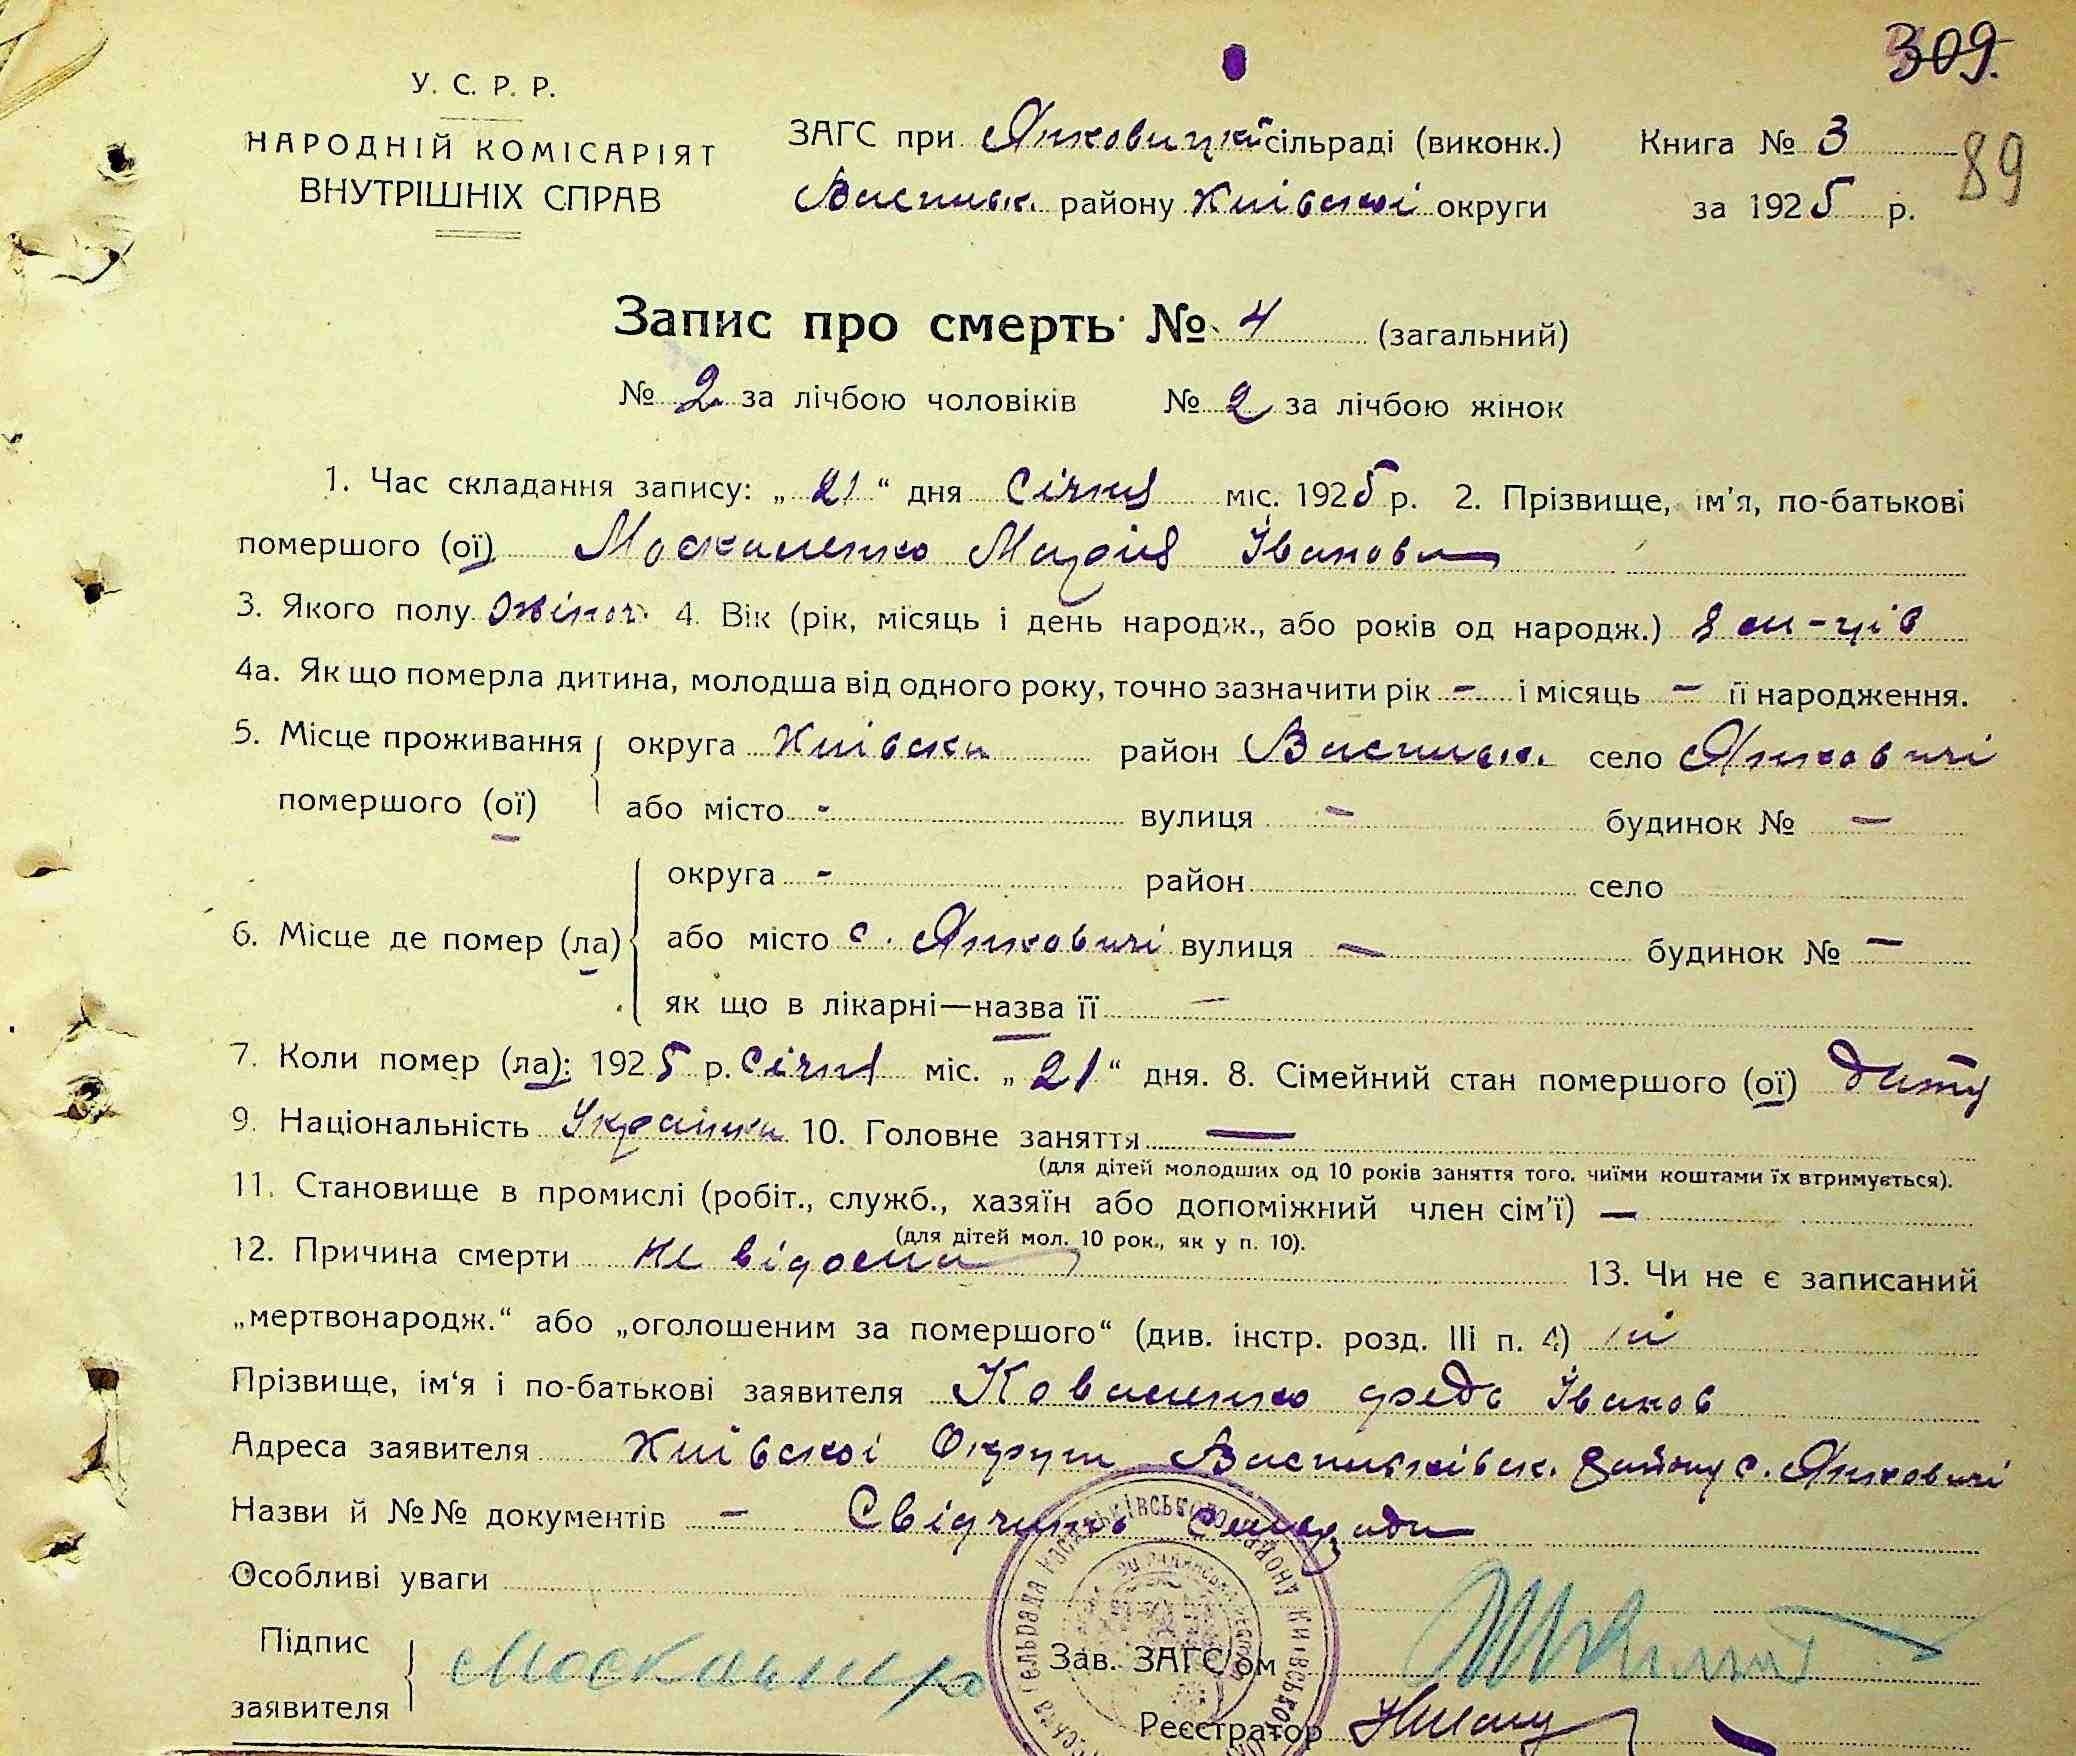 309.
У. С. Р. Р.
НАРОДНІЙ КОМІСАРІЯТ
ВНУТРІШНІХ СПРАВ
ЗАГС при Янковицькій сільраді (виконк.)
Васильк. району Київської округи
Книга № 3
за 1925 р.
89
Запис про смерть № 4 (загальний)
№ 2 за лічбою чоловіків № 2 за лічбою жінок
1. Час складання запису: „ 21 “ дня Січня міс. 1925 р. 2. Прізвище, ім'я, по-батькові
помершого (ої) Москаленко Марія Іванова
3. Якого полу жіноч 4. Вік (рік, місяць і день народж., або років од народж.) 8 м-ців
4а. Як що померла дитина, молодша від одного року, точно зазначити рік - і місяць - її народження.
5. Місце проживання помершого (ої)
округа Київска район Васильк. село Янковичі
або місто - вулиця - будинок № -
6. Місце де помер (ла)
округа - район село
або місто с. Янковичі вулиця - будинок № -
як що в лікарні—назва її -
7. Коли помер (ла): 1925 р. Січня міс. „ 21 “ дня. 8. Сімейний стан помершого (ої)
9. Національність Українка 10. Головне заняття —
(для дітей молодших од 10 років заняття того, чиїми коштами їх втримується).
11. Становище в промислі (робіт., служб., хазяїн або допоміжний член сім'ї) —
(для дітей мол. 10 рок., як у п. 10).
12. Причина смерти не відома 13. Чи не є записаний
„мертвонародж.“ або „оголошеним за помершого“ (див. інстр. розд. III п. 4) ні
Прізвище, ім'я і по-батькові заявителя Коваленко Іванов
Адреса заявителя Київскої Округи Васильківск. району с. Янковичі
Назви й №№ документів -
Особливі уваги
Підпис заявителя Москаленко
Зав. ЗАГС'ом
Реєстратор